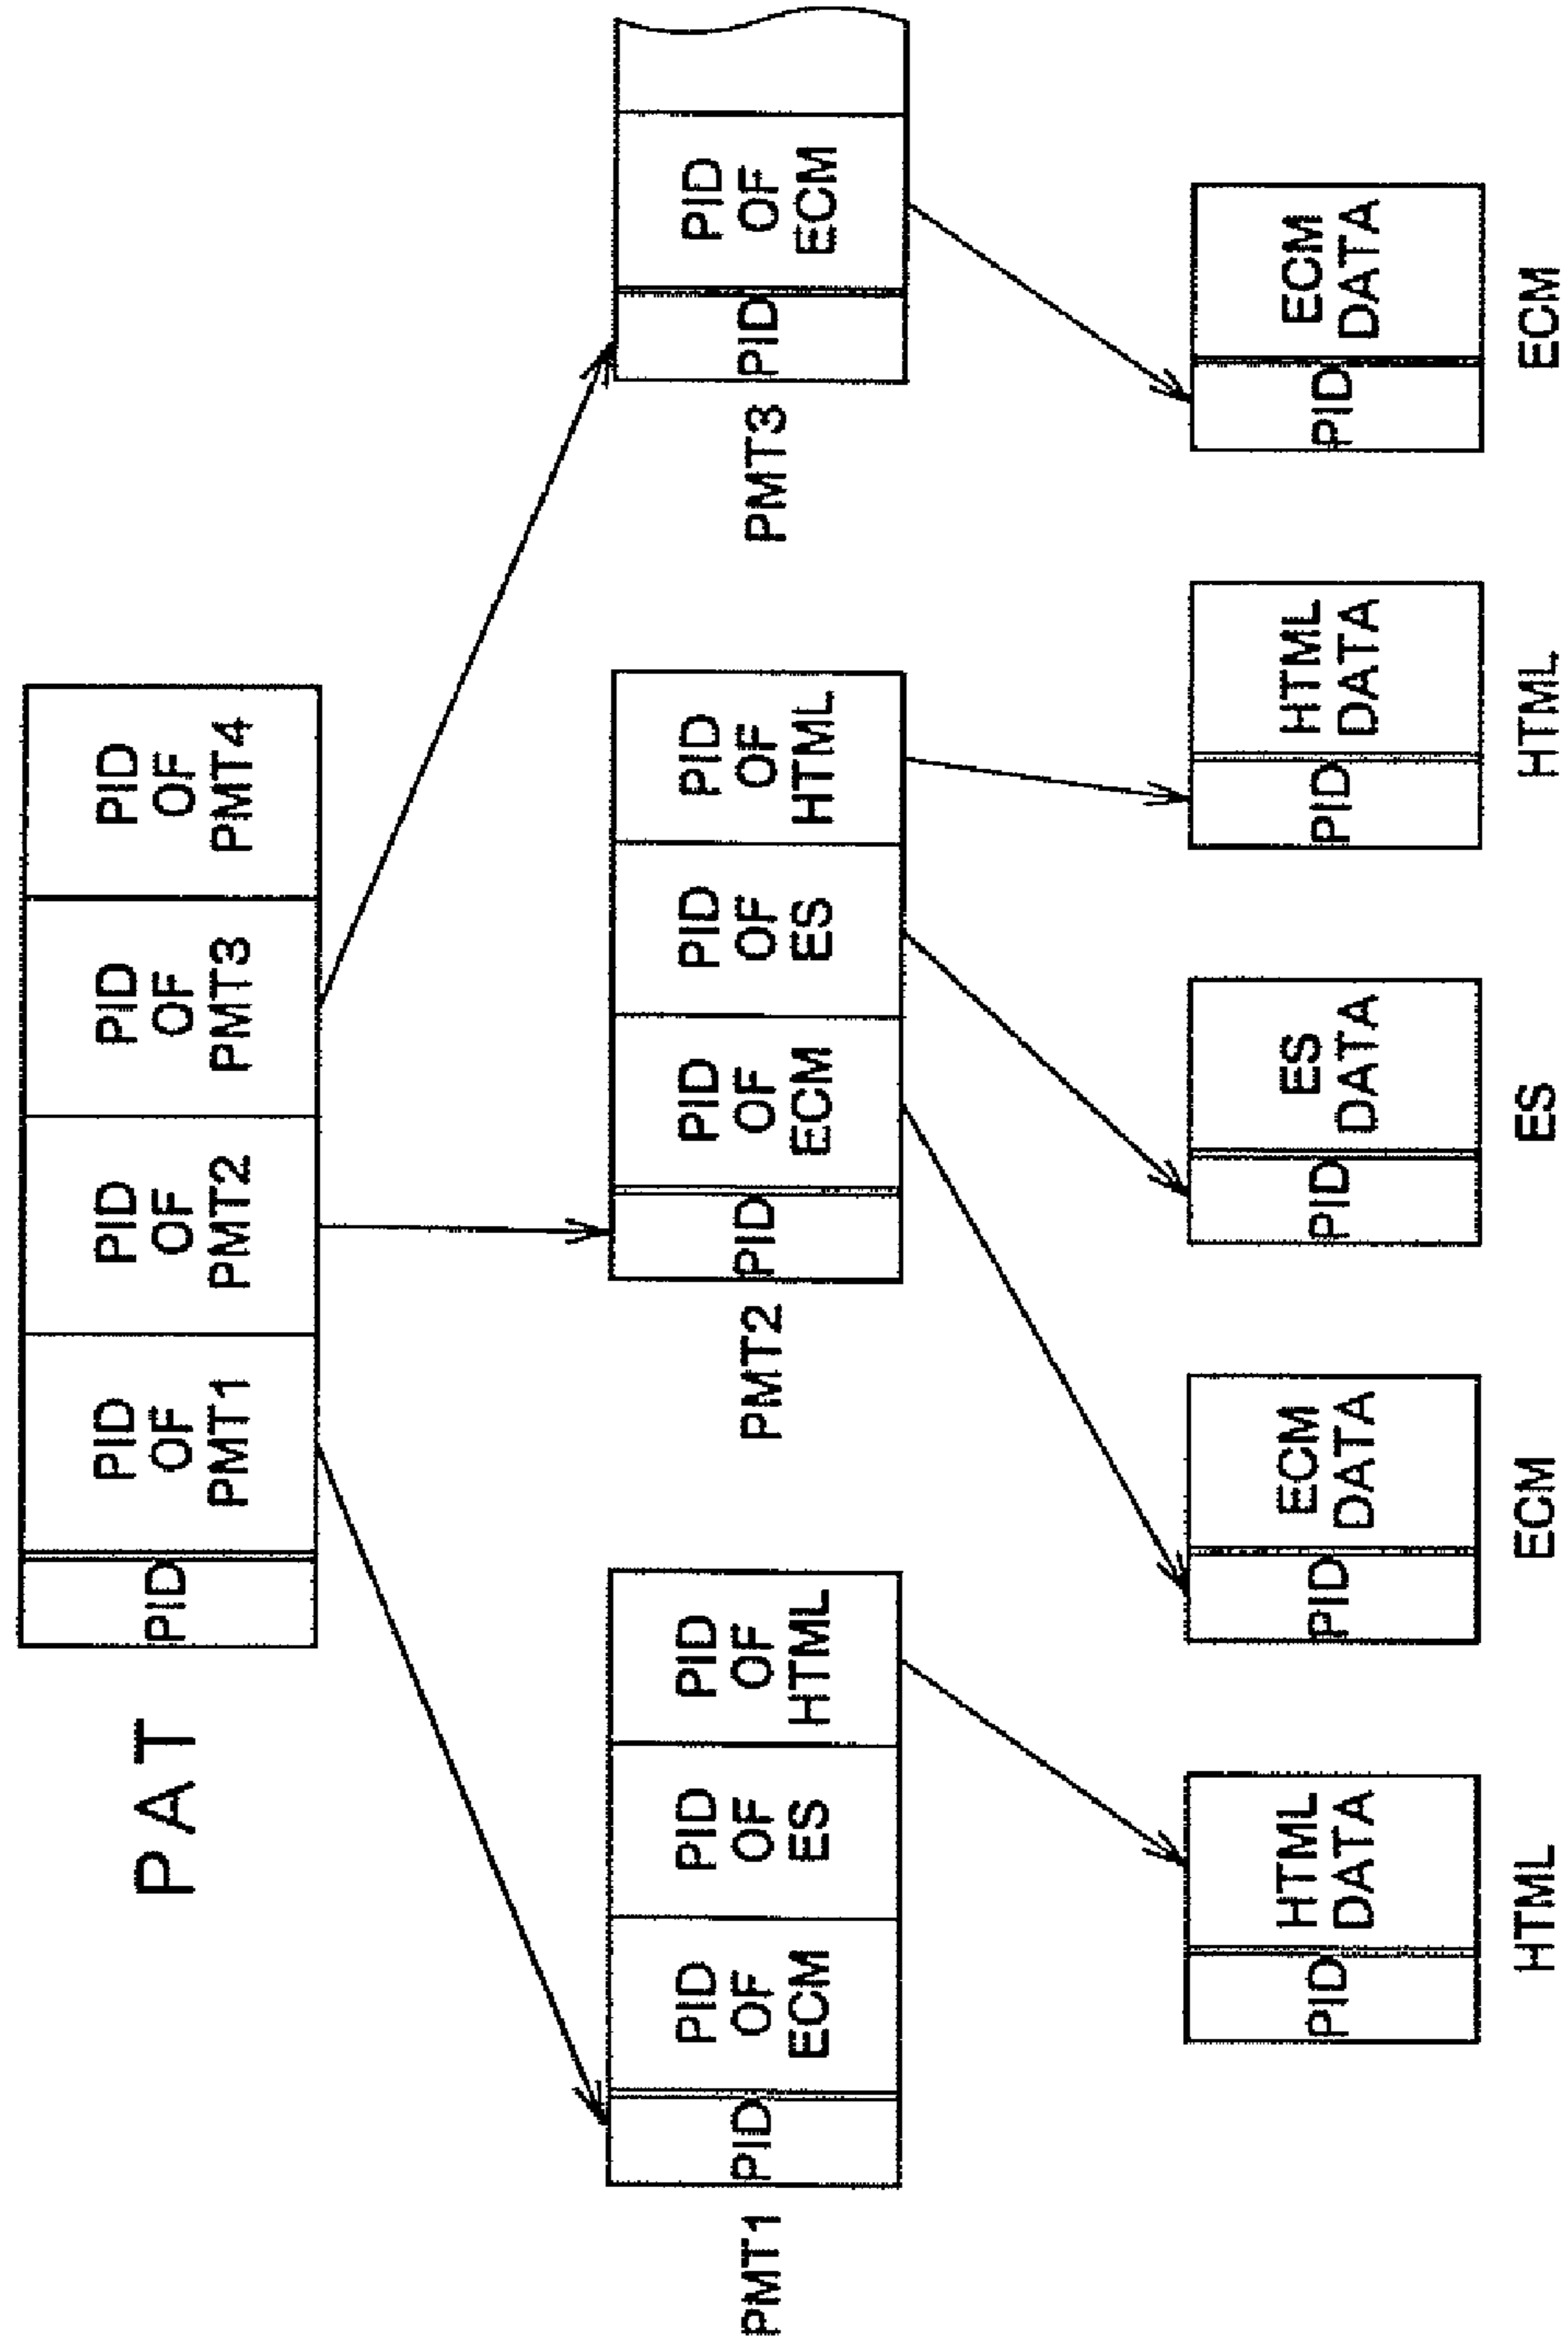 PAT
PID
PID
OF
PMT1
PID
OF
PMT2
PID
OF
PMT3
PID
OF
PMT4
PMT1
PID
PID
OF
ECM
PID
OF
ES
PID
OF
HTML
PMT2
PID
PID
OF
ECM
PID
OF
ES
PID
OF
HTML
PMT3
PID
PID
OF
ECM
PID
HTML
DATA
HTML
PID
ECM
DATA
ECM
PID
ES
DATA
ES
PID
HTML
DATA
HTML
PID
ECM
DATA
ECM